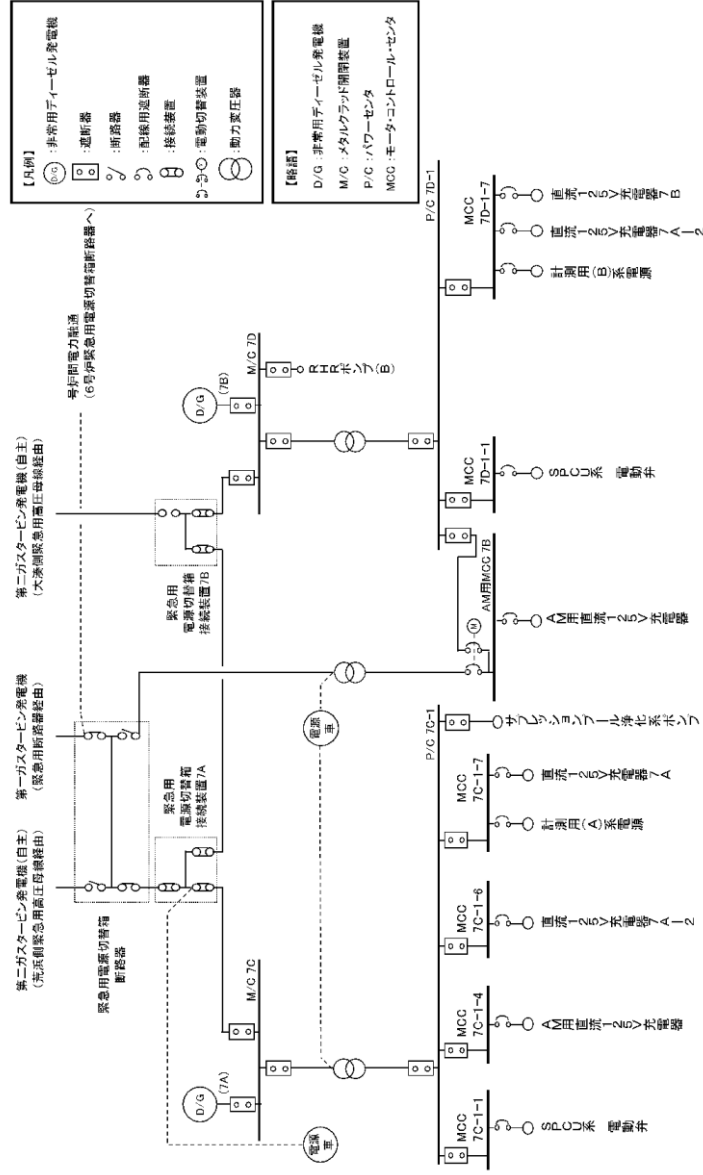 第二ガスタービン発電機(自主)
(荒浜側緊急用高圧母線経由)
第一ガスタービン発電機
(緊急用断路器経由)
第二ガスタービン発電機(自主)
(大湊側緊急用高圧母線経由)
号炉間電力融通
(6号炉緊急用電源切替箱断路器へ)
【凡例】
D/G
:非常用ディーゼル発電機
:遮断器
:断路器
:配線用遮断器
:接続装置
M
:電動切替装置
:動力変圧器
【略語】
D/G :非常用ディーゼル発電機
M/C :メタルクラッド開閉装置
P/C :パワーセンタ
MCC :モータ・コントロール・センタ
緊急用電源切替箱
断路器
緊急用
電源切替箱
接続装置7A
緊急用
電源切替箱
接続装置7B
D/G
(7A)
M/C 7C
D/G
(7B)
M/C 7D
RHRポンプ(B)
電源
車
電源
車
P/C 7C-1
P/C 7D-1
MCC
7C-1-1
SPCU系 電動弁
MCC
7C-1-4
AM用直流125V充電器
MCC
7C-1-6
直流125V充電器7A-2
MCC
7C-1-7
計測用(A)系電源
直流125V充電器7A
サプレッションプール浄化系ポンプ
M
AM用MCC 7B
AM用直流125V充電器
MCC
7D-1-1
SPCU系 電動弁
MCC
7D-1-7
計測用(B)系電源
直流125V充電器7A-2
直流125V充電器7B